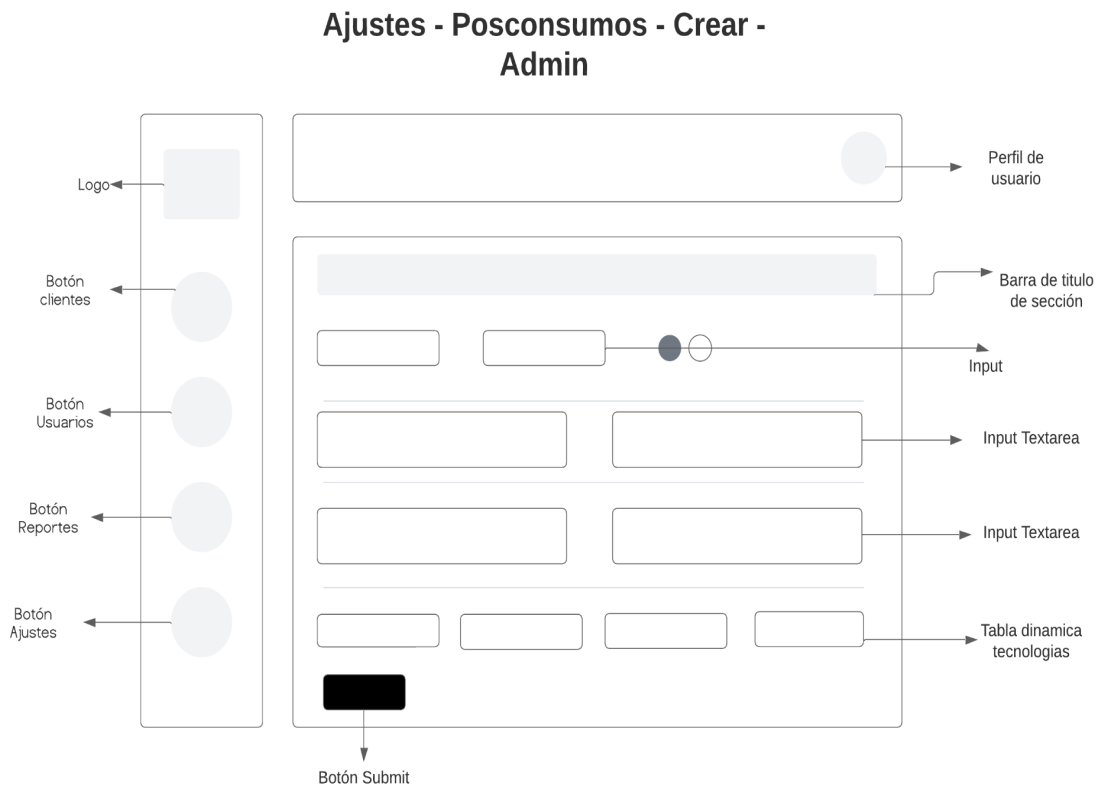 Ajustes - Posconsumos - Crear -
Admin
Logo
Botón
clientes
Botón
Usuarios
Botón
Reportes
Botón
Ajustes
Perfil de
usuario
Barra de titulo
de sección
Input
Input Textarea
Input Textarea
Tabla dinamica
tecnologias
Botón Submit